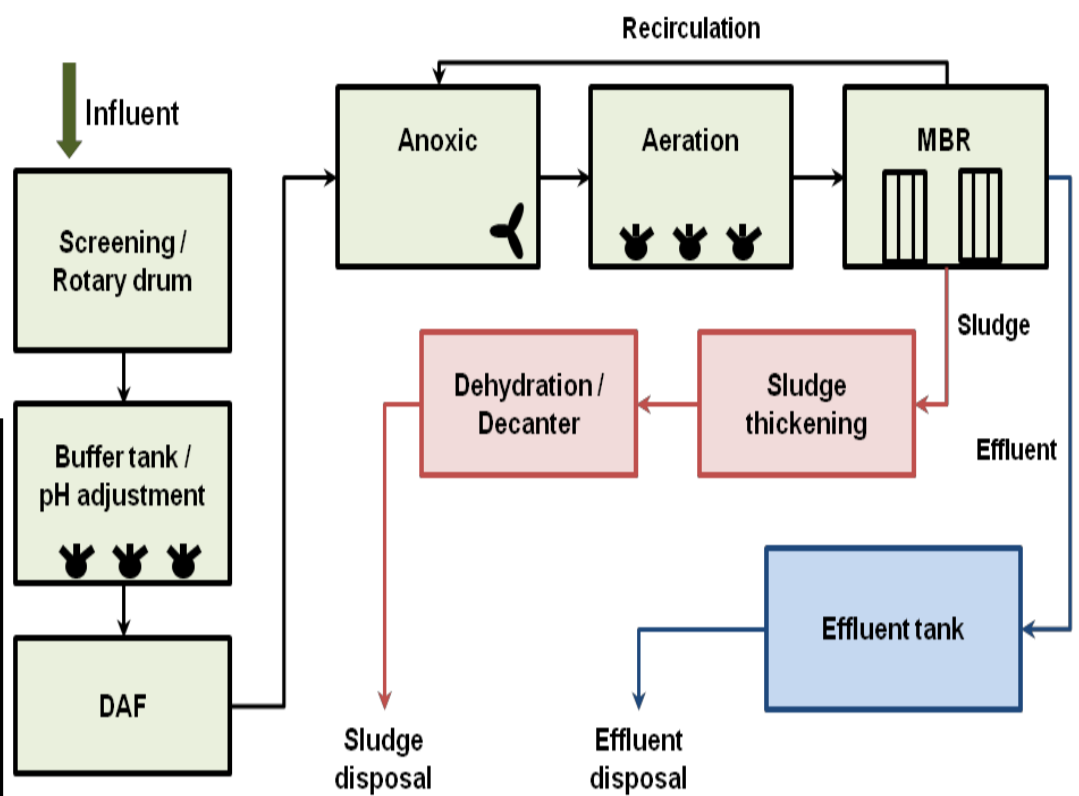 Recirculation
Influent
Anoxic
Aeration
MBR
Screening /
Rotary drum
Sludge
Dehydration /
Decanter
Sludge
thickening
Effluent
Buffer tank /
pH adjustment
Effluent tank
DAF
Sludge
disposal
Effluent
disposal